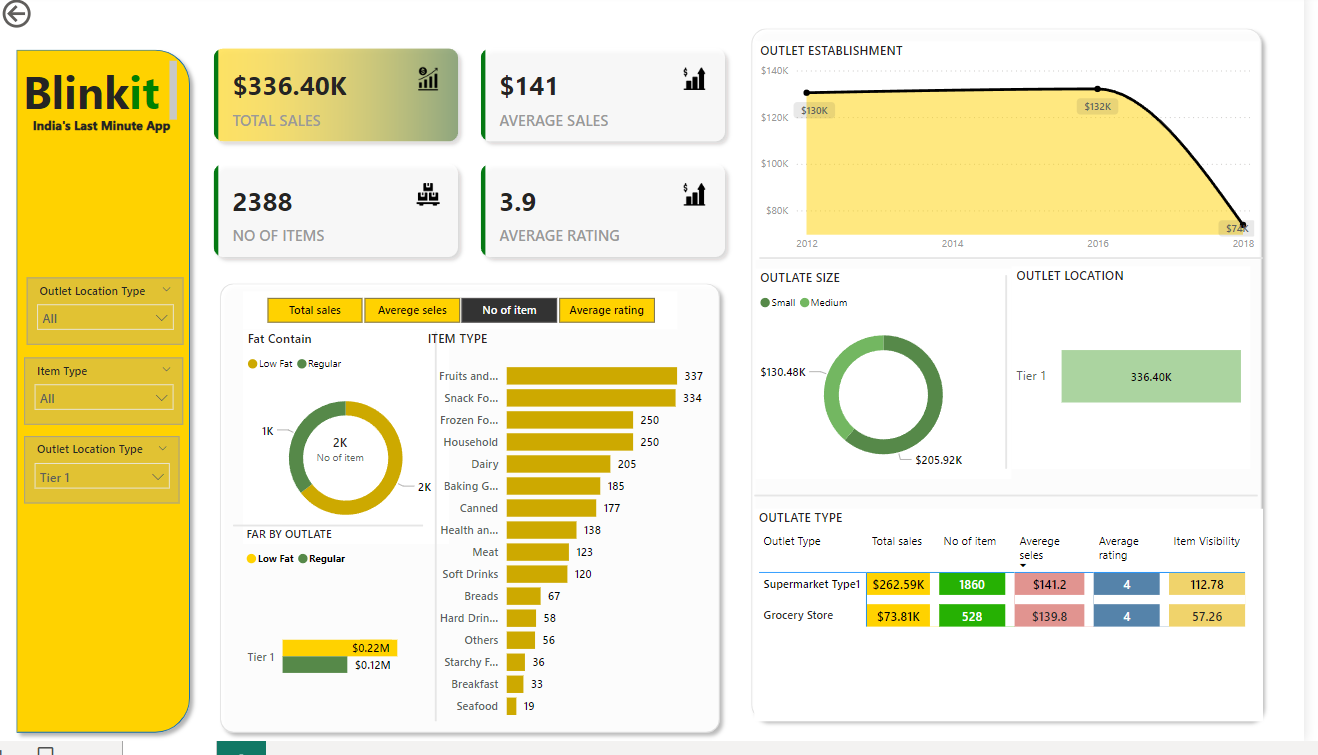 Blinkit
India's Last Minute App
Outlet Location Type
All
Item Type
All
Outlet Location Type
Tier 1
$336.40K
TOTAL SALES
$141
AVERAGE SALES
2388
NO OF ITEMS
3.9
AVERAGE RATING
Total sales
Averege seles
No of item
Average rating
Fat Contain
Low Fat
Regular
1K
2K
No of item
2K
FAR BY OUTLATE
Low Fat
Regular
Tier 1
$0.22M
$0.12M
ITEM TYPE
Fruits and... 337
Snack Fo... 334
Frozen Fo... 250
Household 250
Dairy 205
Baking G... 185
Canned 177
Health an... 138
Meat 123
Soft Drinks 120
Breads 67
Hard Drin... 58
Others 56
Starchy F... 36
Breakfast 33
Seafood 19
OUTLET ESTABLISHMENT
$140K
$120K
$100K
$80K
$130K
$132K
$74K
2012 2014 2016 2018
OUTLATE SIZE
Small Medium
$130.48K
$205.92K
OUTLET LOCATION
Tier 1
336.40K
OUTLATE TYPE
Outlet Type Total sales No of item Averege seles Average rating Item Visibility
Supermarket Type1 $262.59K 1860 $141.2 4 112.78
Grocery Store $73.81K 528 $139.8 4 57.26